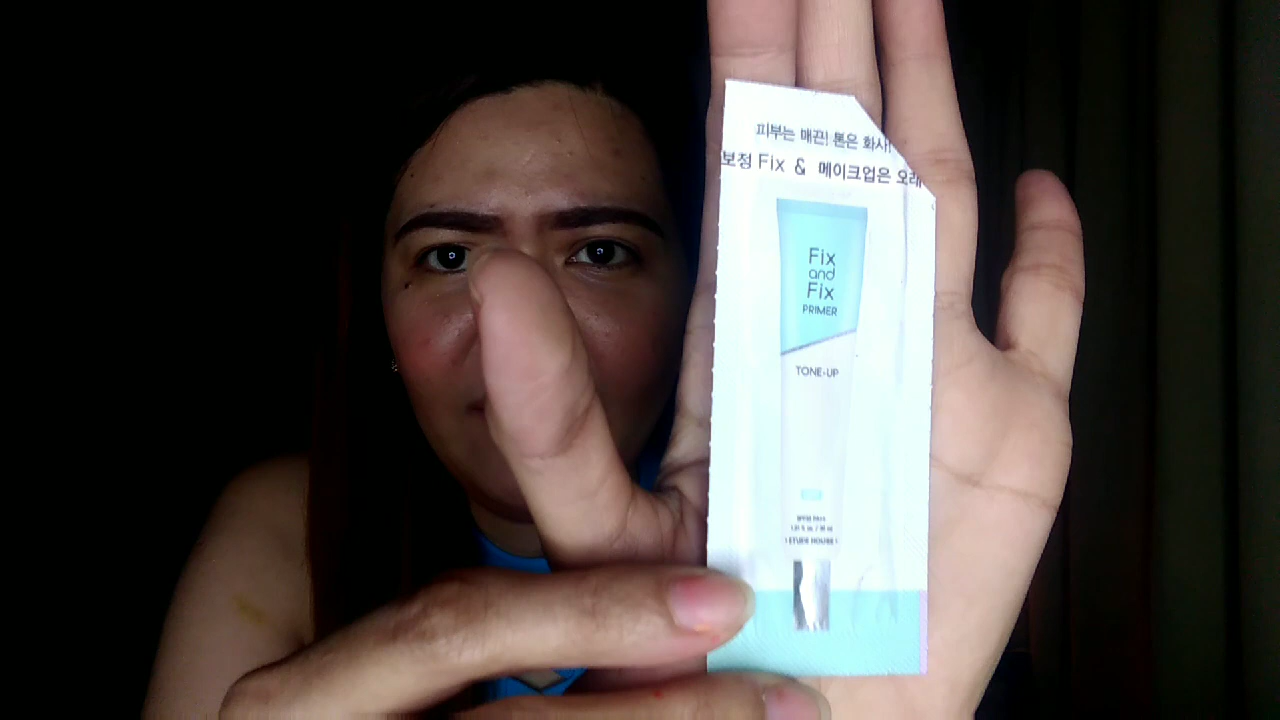 피부는 매끈! 톤은 화사!
보정 Fix & 메이크업은 오래
Fix
and
Fix
PRIMER
TONE-UP
ETUDE HOUSE